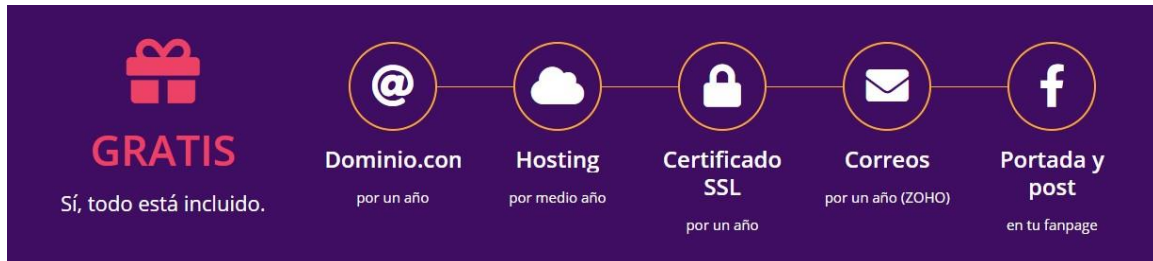 GRATIS
Sí, todo está incluido.
Dominio.con
por un año
Hosting
por medio año
Certificado
SSL
por un año
Correos
por un año (ZOHO)
Portada y
post
en tu fanpage